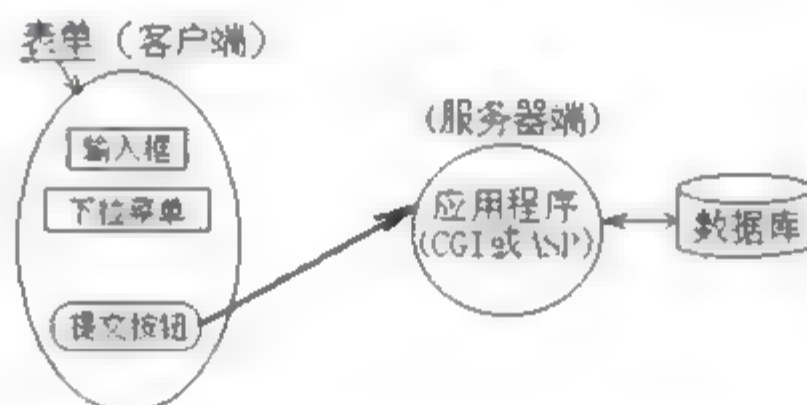 表单（客户端）
输入框
下拉菜单
提交按钮
(服务器端)
应用程序
(CGI或ASP)
数据库